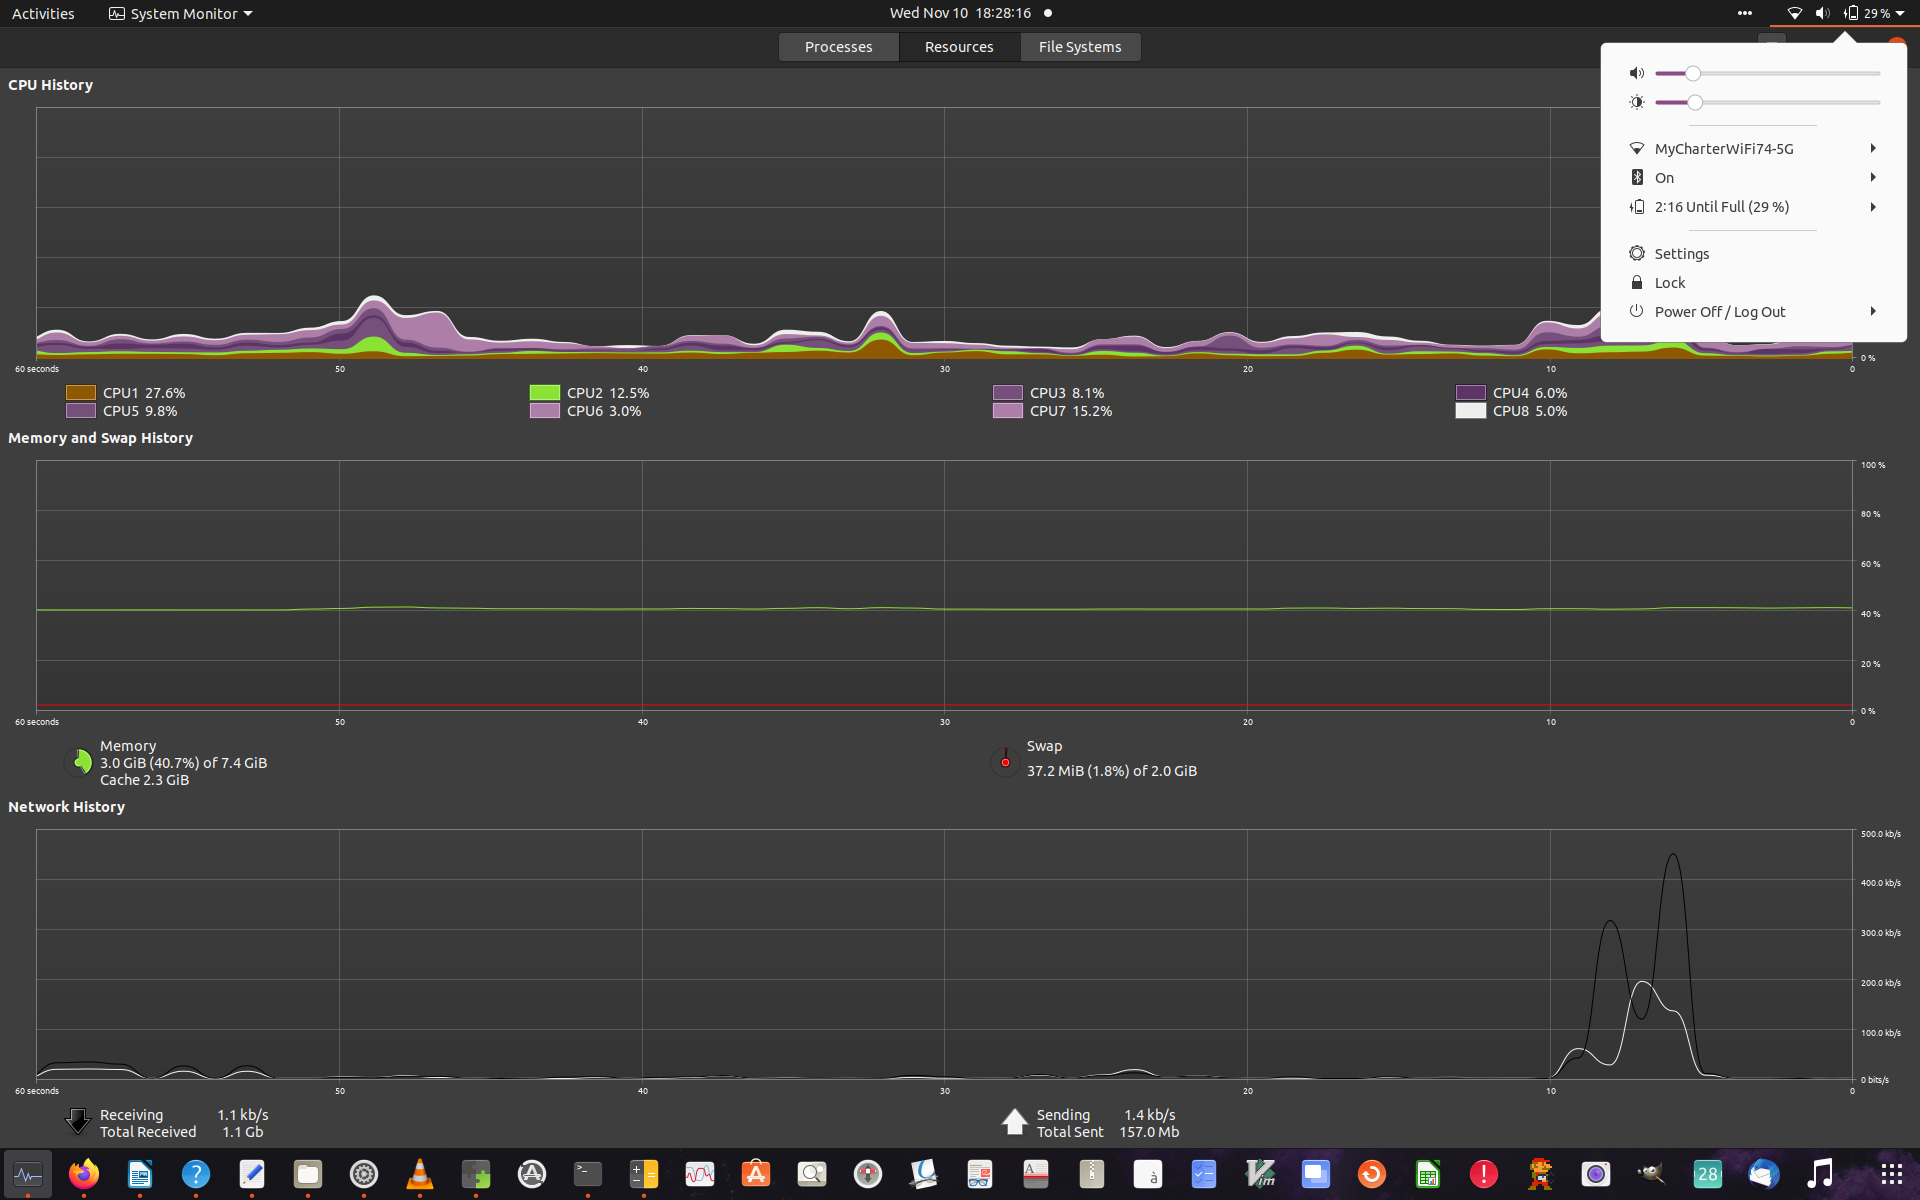 Activities
System Monitor
Wed Nov 10 18:28:16
29 %
Processes
Resources
File Systems
MyCharterWiFi74-5G
On
2:16 Until Full (29 %)
Settings
Lock
Power Off / Log Out
CPU History
0 %
60 seconds 50 40 30 20 10 0
CPU1 27.6%
CPU2 12.5%
CPU3 8.1%
CPU4 6.0%
CPU5 9.8%
CPU6 3.0%
CPU7 15.2%
CPU8 5.0%
Memory and Swap History
100 %
80 %
60 %
40 %
20 %
0 %
60 seconds 50 40 30 20 10 0
Memory
3.0 GiB (40.7%) of 7.4 GiB
Cache 2.3 GiB
Swap
37.2 MiB (1.8%) of 2.0 GiB
Network History
500.0 kb/s
400.0 kb/s
300.0 kb/s
200.0 kb/s
100.0 kb/s
0 bits/s
60 seconds 50 40 30 20 10 0
Receiving 1.1 kb/s
Total Received 1.1 Gb
Sending 1.4 kb/s
Total Sent 157.0 Mb
?
>_
A
à
Vim
!
28